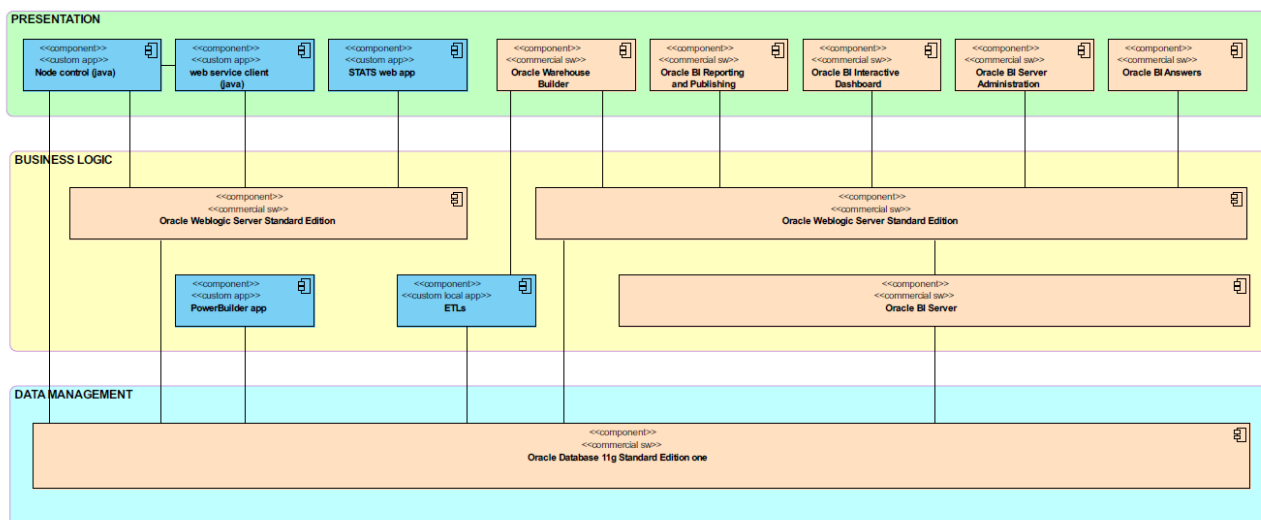 PRESENTATION
<<component>>
<<custom app>>
Node control (java)
<<component>>
<<custom app>>
web service client
(java)
<<component>>
<<custom app>>
STATS web app
<<component>>
<<commercial sw>>
Oracle Warehouse
Builder
<<component>>
<<commercial sw>>
Oracle BI Reporting
and Publishing
<<component>>
<<commercial sw>>
Oracle BI Interactive
Dashboard
<<component>>
<<commercial sw>>
Oracle BI Server
Administration
<<component>>
<<commercial sw>>
Oracle BI Answers
BUSINESS LOGIC
<<component>>
<<commercial sw>>
Oracle Weblogic Server Standard Edition
<<component>>
<<commercial sw>>
Oracle Weblogic Server Standard Edition
<<component>>
<<custom app>>
PowerBuilder app
<<component>>
<<custom local app>>
ETLs
<<component>>
<<commercial sw>>
Oracle BI Server
DATA MANAGEMENT
<<component>>
<<commercial sw>>
Oracle Database 11g Standard Edition one